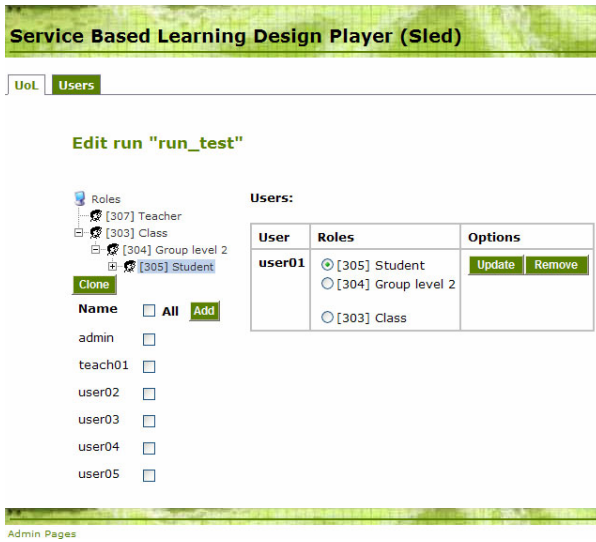 Service Based Learning Design Player (Sled)
UoL Users
Edit run "run_test"
Roles
[307] Teacher
[303] Class
[304] Group level 2
[305] Student
Clone
Name All Add
admin
teach01
user02
user03
user04
user05
Users:
User Roles Options
user01 [305] Student Update Remove
[304] Group level 2
[303] Class
Admin Pages